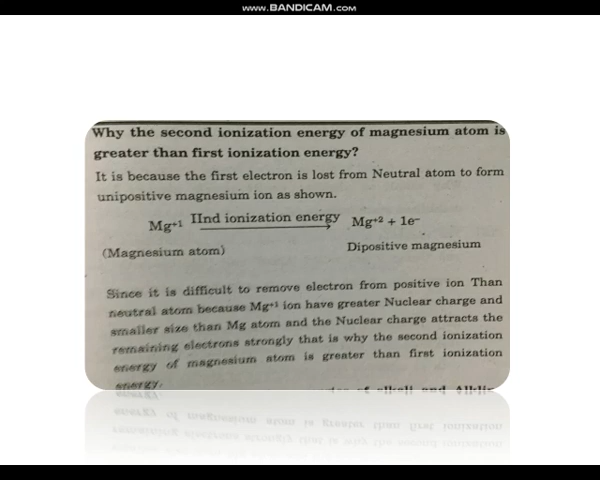 WWW.BANDICAM.COM
Why the second ionization energy of magnesium atom is
greater than first ionization energy?
It is because the first electron is lost from Neutral atom to form
unipositive magnesium ion as shown.
Mg⁺¹ IInd ionization energy Mg⁺² + 1e⁻
(Magnesium atom) Dipositive magnesium
Since it is difficult to remove electron from positive ion Than
neutral atom because Mg⁺¹ ion have greater Nuclear charge and
smaller size than Mg atom and the Nuclear charge attracts the
remaining electrons strongly that is why the second ionization
energy of magnesium atom is greater than first ionization
energy.
of alkali and